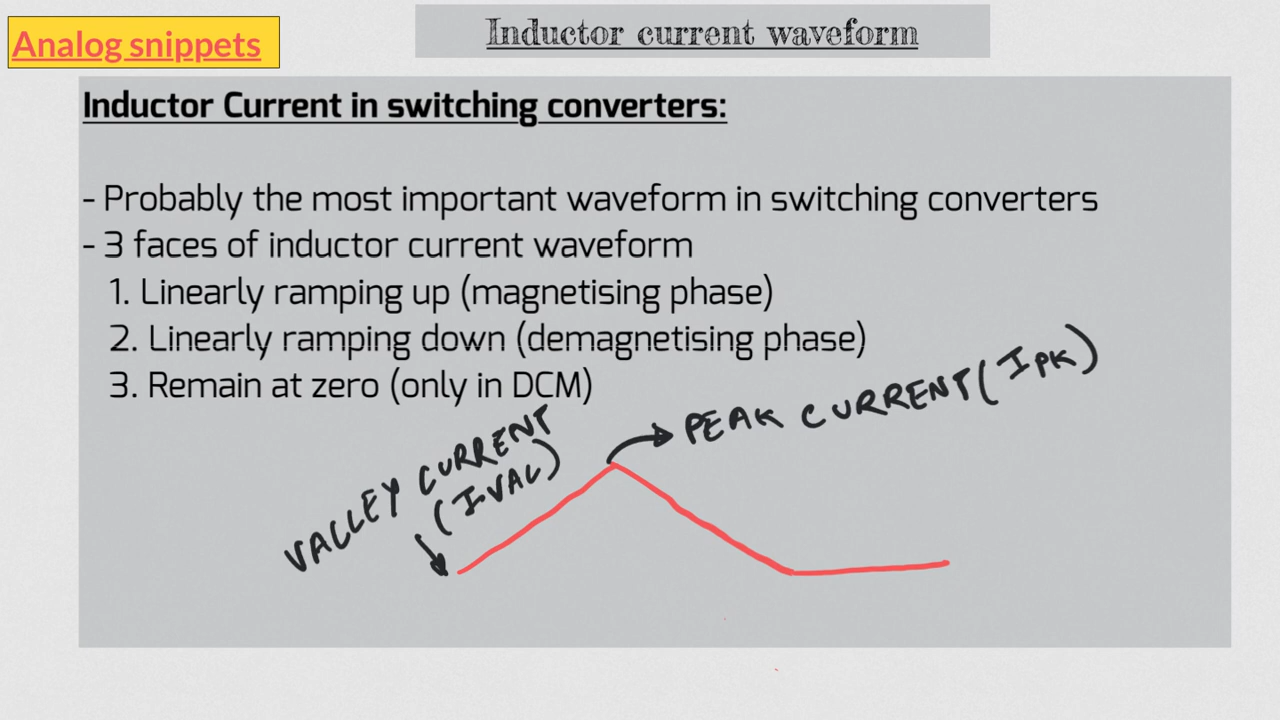 Analog snippets
Inductor current waveform
Inductor Current in switching converters:
- Probably the most important waveform in switching converters
- 3 faces of inductor current waveform
1. Linearly ramping up (magnetising phase)
2. Linearly ramping down (demagnetising phase)
3. Remain at zero (only in DCM)
PEAK CURRENT (IPK)
VALLEY CURRENT
(IVAL)